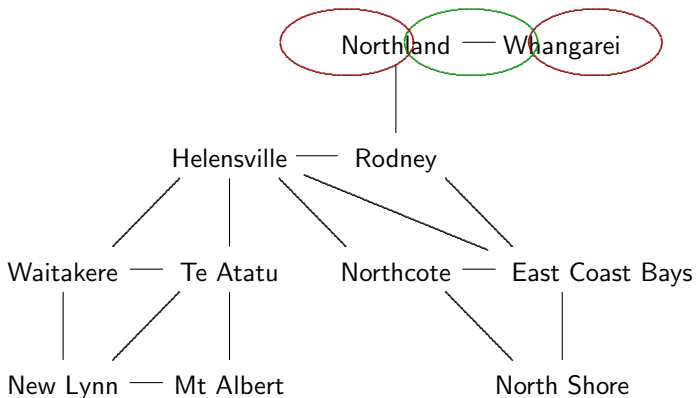 Northland Whangarei
Helensville Rodney
Waitakere Te Atatu Northcote East Coast Bays
New Lynn Mt Albert North Shore